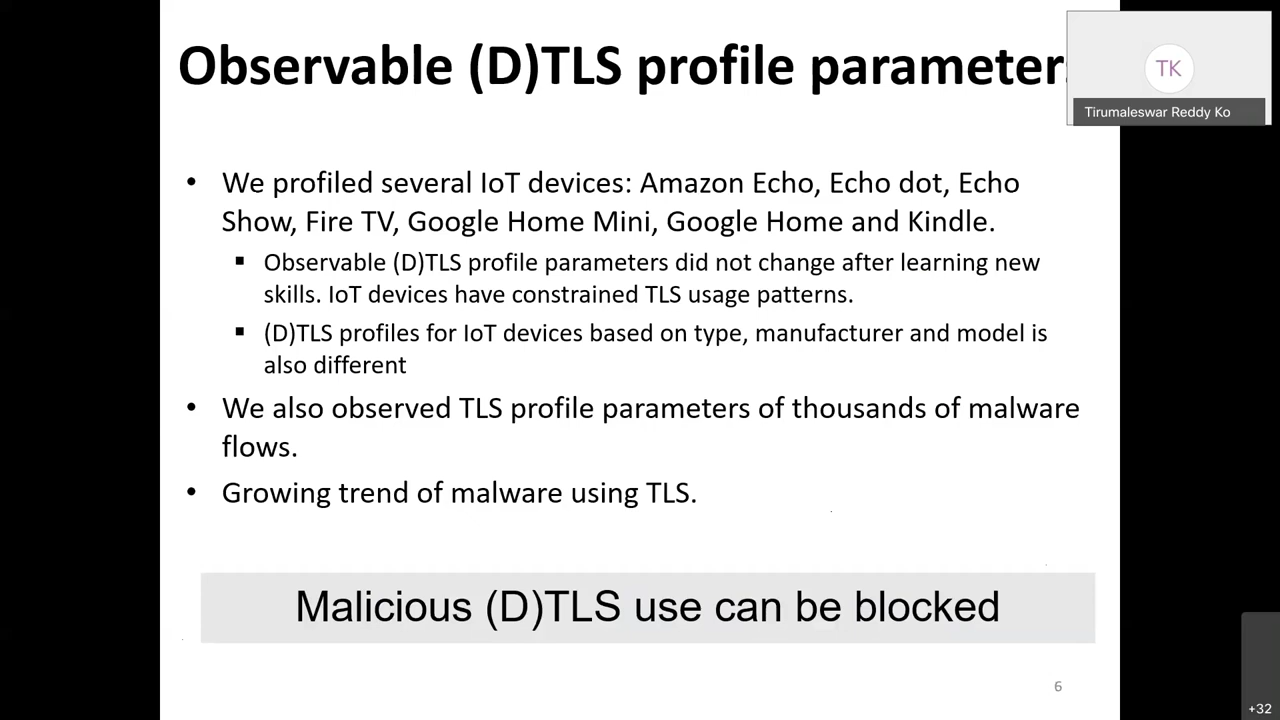 Observable (D)TLS profile parameters
TK
Tirumaleswar Reddy Ko
• We profiled several IoT devices: Amazon Echo, Echo dot, Echo
Show, Fire TV, Google Home Mini, Google Home and Kindle.
▪ Observable (D)TLS profile parameters did not change after learning new
skills. IoT devices have constrained TLS usage patterns.
▪ (D)TLS profiles for IoT devices based on type, manufacturer and model is
also different
• We also observed TLS profile parameters of thousands of malware
flows.
• Growing trend of malware using TLS.
Malicious (D)TLS use can be blocked
6
+32